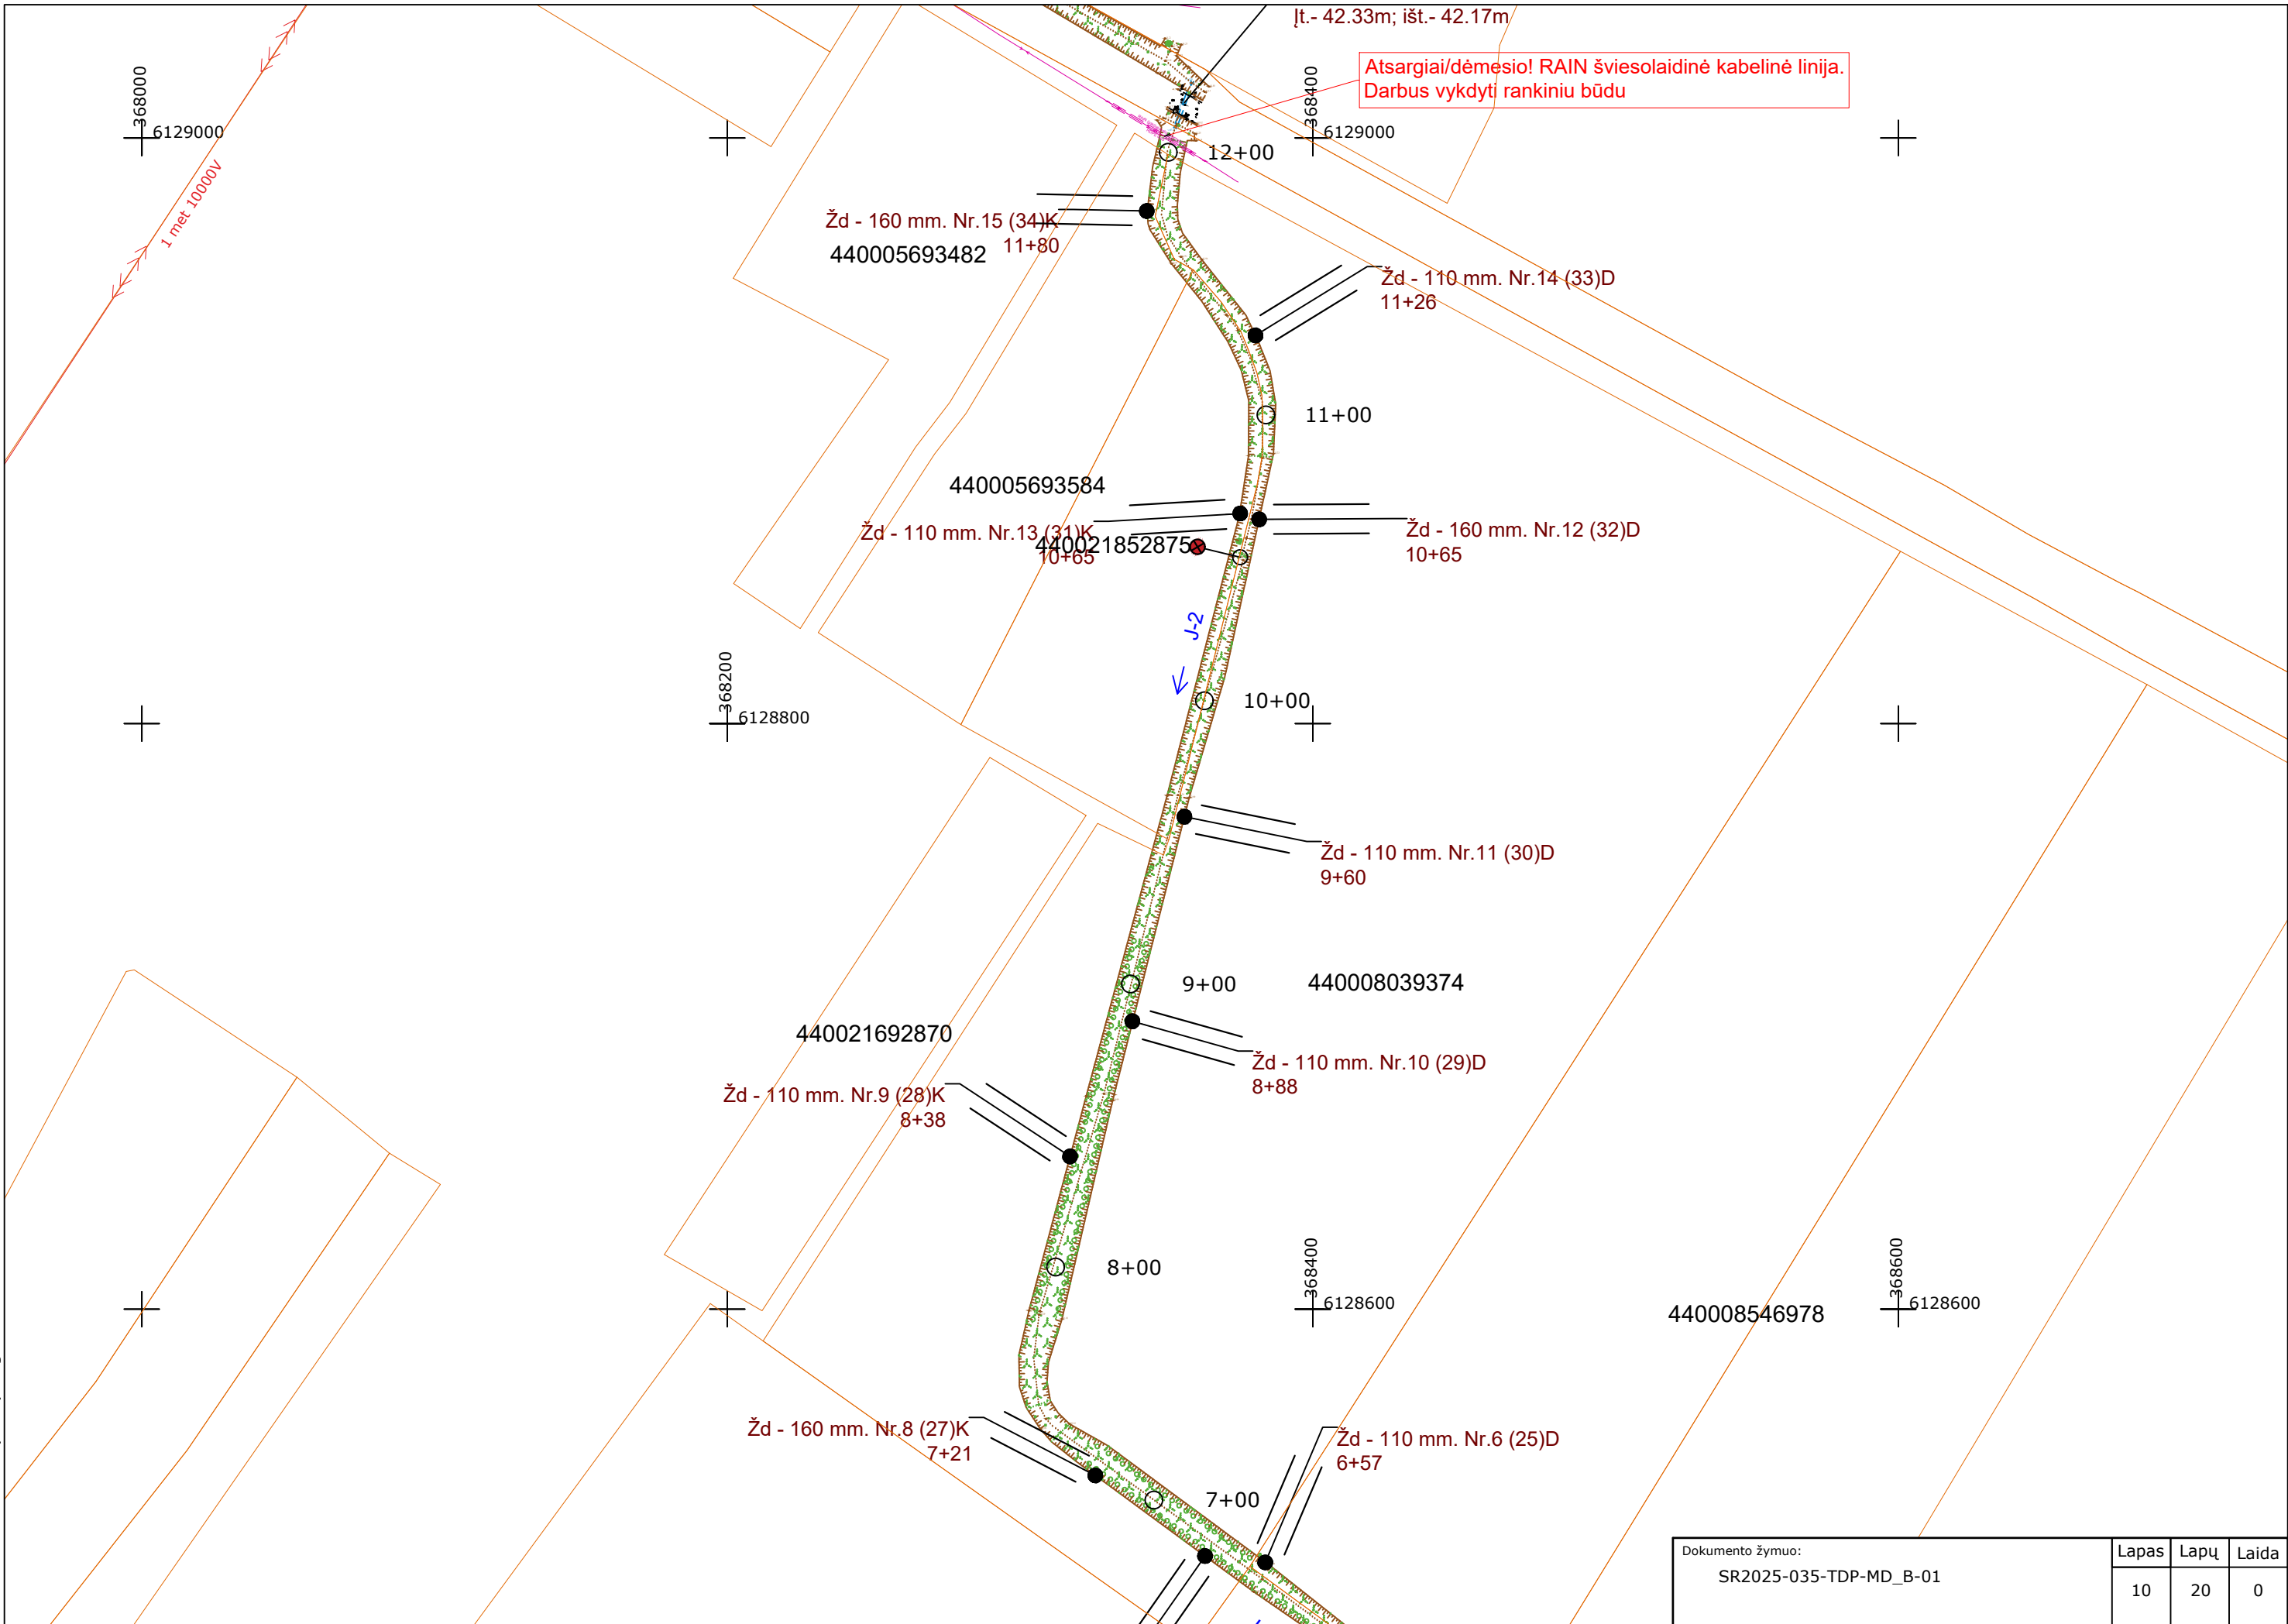 Įt.- 42.33m; išt.- 42.17m
Atsargiai/dėmesio! RAIN šviesolaidinė kabelinė linija.
Darbus vykdyti rankiniu būdu
368000
6129000
368400
6129000
1 met 10000V
12+00
Žd - 160 mm. Nr.15 (34)K
11+80
440005693482
Žd - 110 mm. Nr.14 (33)D
11+26
11+00
440005693584
Žd - 110 mm. Nr.13 (31)K
10+65
440021852875
Žd - 160 mm. Nr.12 (32)D
10+65
J-2
368200
6128800
10+00
Žd - 110 mm. Nr.11 (30)D
9+60
9+00
440008039374
440021692870
Žd - 110 mm. Nr.10 (29)D
8+88
Žd - 110 mm. Nr.9 (28)K
8+38
8+00
368400
6128600
440008546978
368600
6128600
Žd - 160 mm. Nr.8 (27)K
7+21
Žd - 110 mm. Nr.6 (25)D
6+57
7+00
Dokumento žymuo:
SR2025-035-TDP-MD_B-01
Lapas Lapų Laida
10 20 0